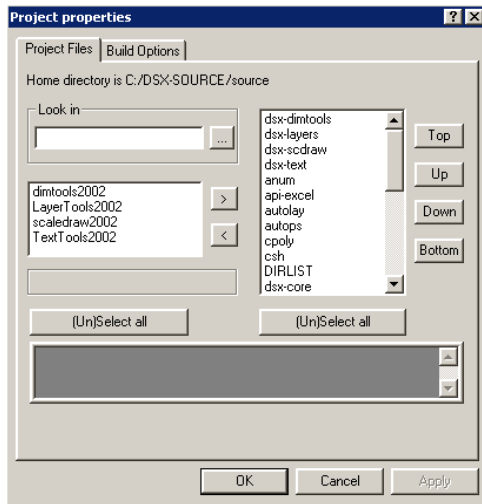 Project properties
Project Files
Build Options
Home directory is C:/DSX-SOURCE/source
Look in
...
dimtools2002
LayerTools2002
scaledraw2002
TextTools2002
>
<
dsx-dimtools
dsx-layers
dsx-scdraw
dsx-text
anum
api-excel
autolay
autops
cpoly
csh
DIRLIST
dsx-core
Top
Up
Down
Bottom
(Un)Select all
(Un)Select all
OK
Cancel
Apply